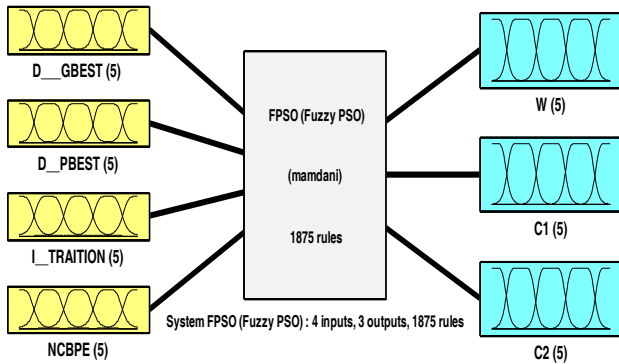 D___GBEST (5)
D__PBEST (5)
I__TRAITION (5)
NCBPE (5)
FPSO (Fuzzy PSO)
(mamdani)
1875 rules
W (5)
C1 (5)
C2 (5)
System FPSO (Fuzzy PSO) : 4 inputs, 3 outputs, 1875 rules